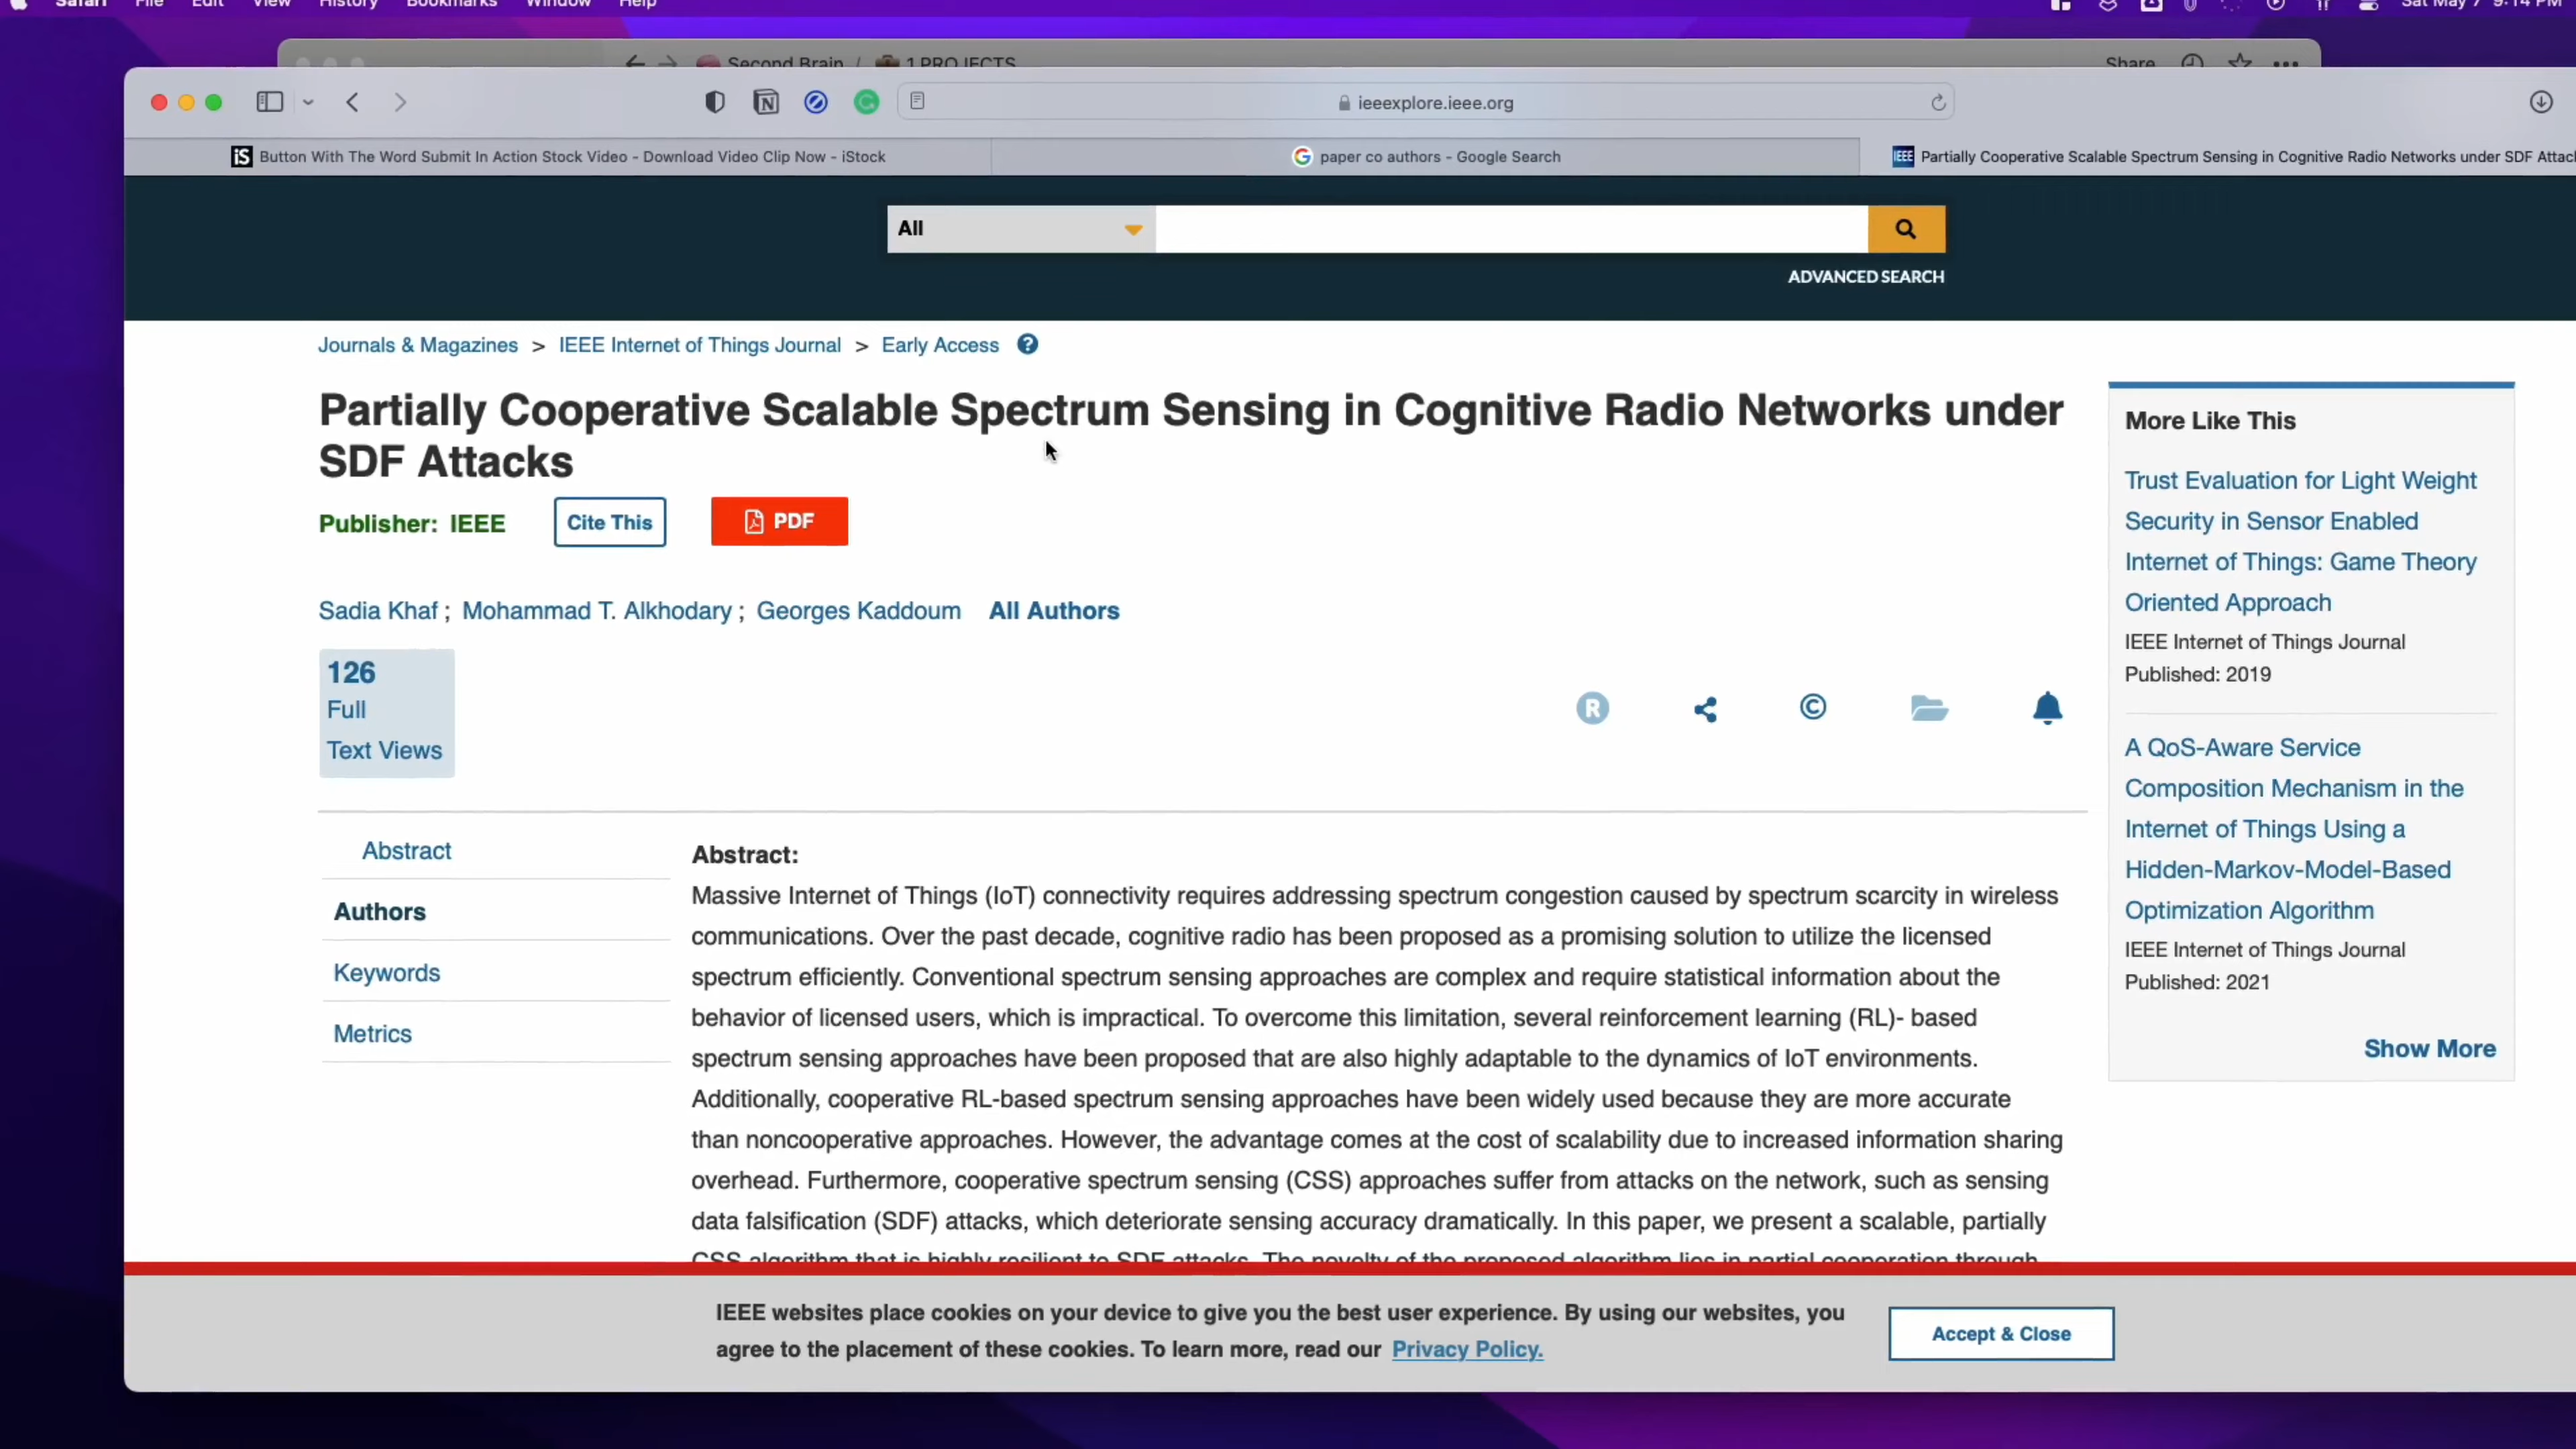 Safari File Edit View History Bookmarks Window Help Sat May 7 9:14 PM
Second Brain / 1 PROJECTS Share
ieeexplore.ieee.org
iS Button With The Word Submit In Action Stock Video - Download Video Clip Now - iStock
paper co authors - Google Search
IEEE Partially Cooperative Scalable Spectrum Sensing in Cognitive Radio Networks under SDF Attac
All
ADVANCED SEARCH
Journals & Magazines > IEEE Internet of Things Journal > Early Access ?
Partially Cooperative Scalable Spectrum Sensing in Cognitive Radio Networks under
SDF Attacks
Publisher: IEEE Cite This PDF
Sadia Khaf ; Mohammad T. Alkhodary ; Georges Kaddoum All Authors
126
Full
Text Views
R ©
Abstract
Authors
Keywords
Metrics
Abstract:
Massive Internet of Things (IoT) connectivity requires addressing spectrum congestion caused by spectrum scarcity in wireless
communications. Over the past decade, cognitive radio has been proposed as a promising solution to utilize the licensed
spectrum efficiently. Conventional spectrum sensing approaches are complex and require statistical information about the
behavior of licensed users, which is impractical. To overcome this limitation, several reinforcement learning (RL)- based
spectrum sensing approaches have been proposed that are also highly adaptable to the dynamics of IoT environments.
Additionally, cooperative RL-based spectrum sensing approaches have been widely used because they are more accurate
than noncooperative approaches. However, the advantage comes at the cost of scalability due to increased information sharing
overhead. Furthermore, cooperative spectrum sensing (CSS) approaches suffer from attacks on the network, such as sensing
data falsification (SDF) attacks, which deteriorate sensing accuracy dramatically. In this paper, we present a scalable, partially
CSS algorithm that is highly resilient to SDF attacks. The novelty of the proposed algorithm lies in partial cooperation through
More Like This
Trust Evaluation for Light Weight
Security in Sensor Enabled
Internet of Things: Game Theory
Oriented Approach
IEEE Internet of Things Journal
Published: 2019
A QoS-Aware Service
Composition Mechanism in the
Internet of Things Using a
Hidden-Markov-Model-Based
Optimization Algorithm
IEEE Internet of Things Journal
Published: 2021
Show More
IEEE websites place cookies on your device to give you the best user experience. By using our websites, you
agree to the placement of these cookies. To learn more, read our Privacy Policy.
Accept & Close